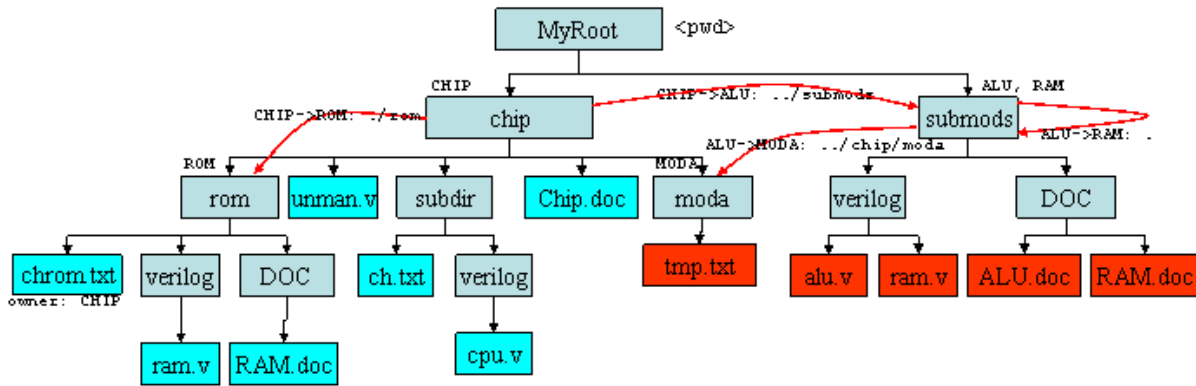 MyRoot
<pwd>
CHIP
ALU, RAM
CHIP->ALU: ../submods
CHIP->ROM: ./rom
chip
submods
ALU->RAM: .
ALU->MODA: ../chip/moda
ROM
MODA
rom
unman.v
subdir
Chip.doc
moda
verilog
DOC
chrom.txt
verilog
DOC
ch.txt
verilog
tmp.txt
alu.v
ram.v
ALU.doc
RAM.doc
owner: CHIP
ram.v
RAM.doc
cpu.v